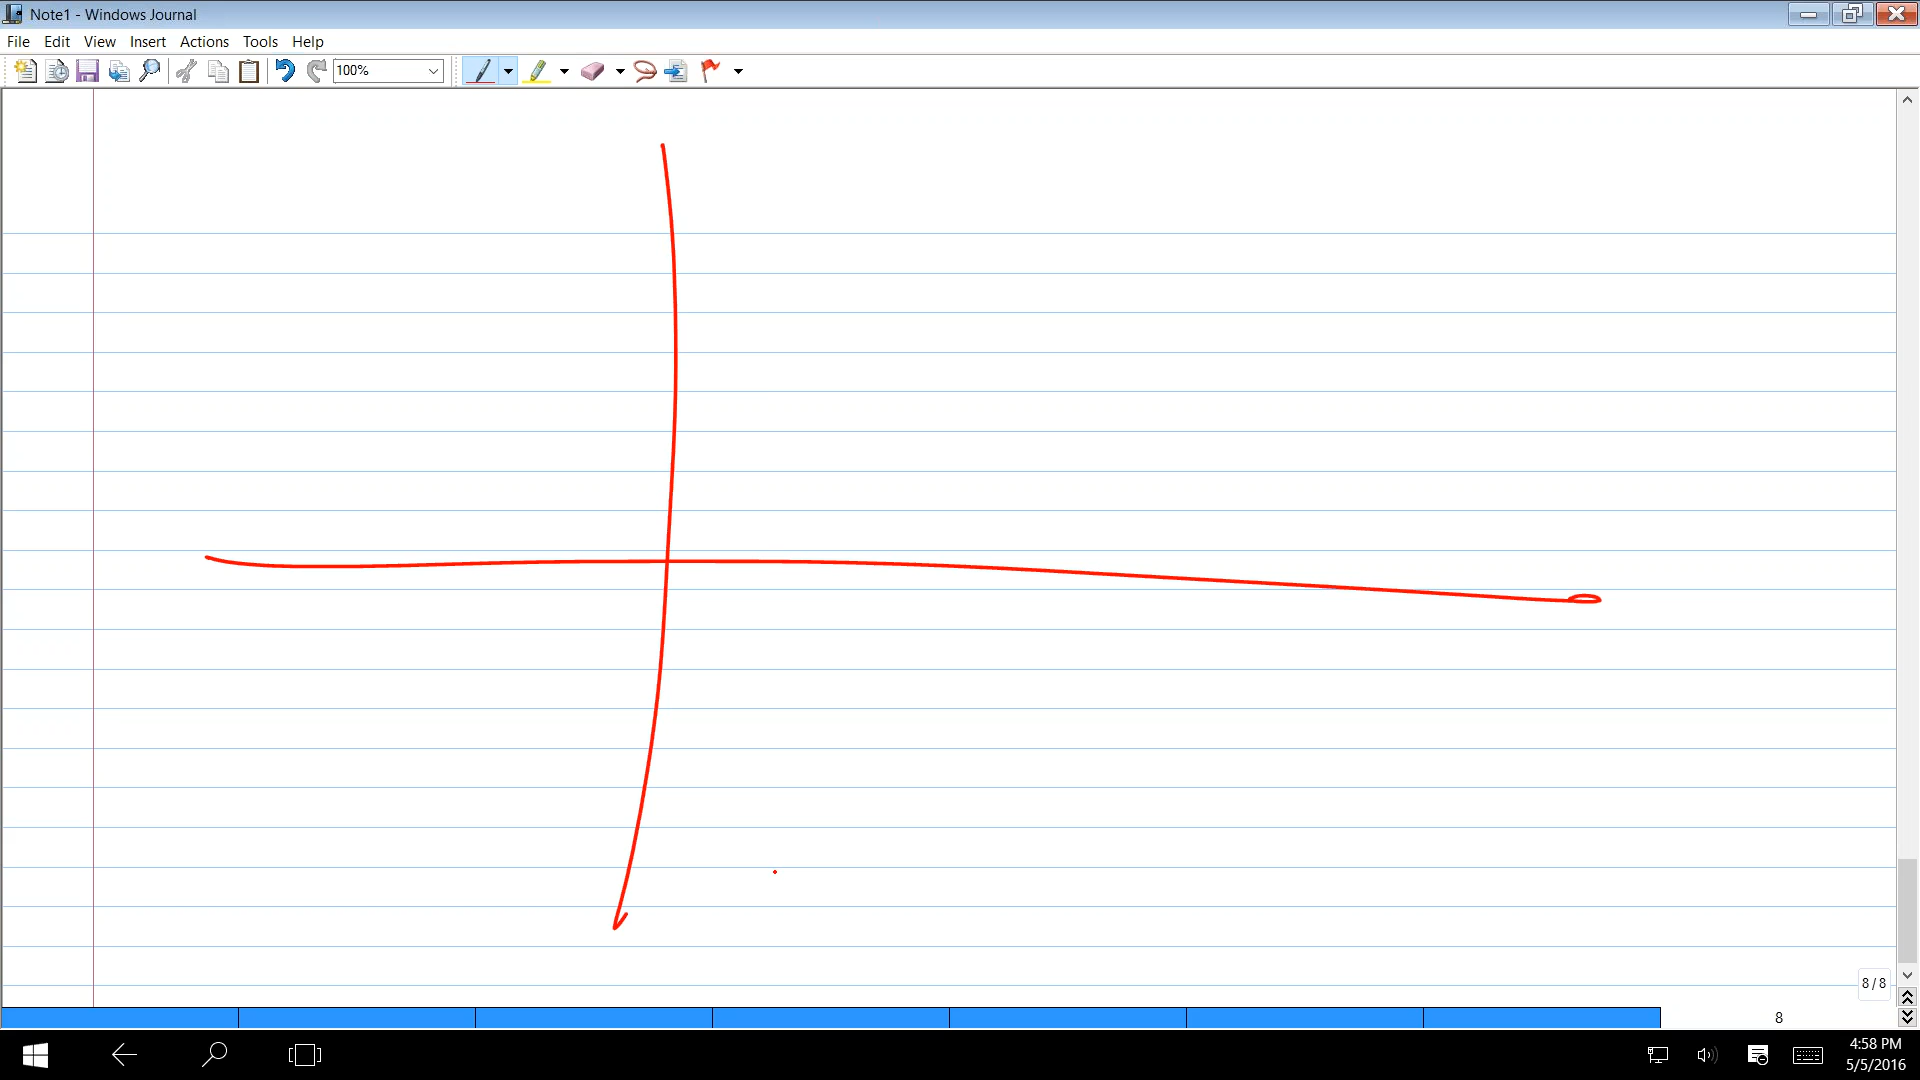 Note1 - Windows Journal
File Edit View Insert Actions Tools Help
100%
8 / 8
8
4:58 PM
5/5/2016